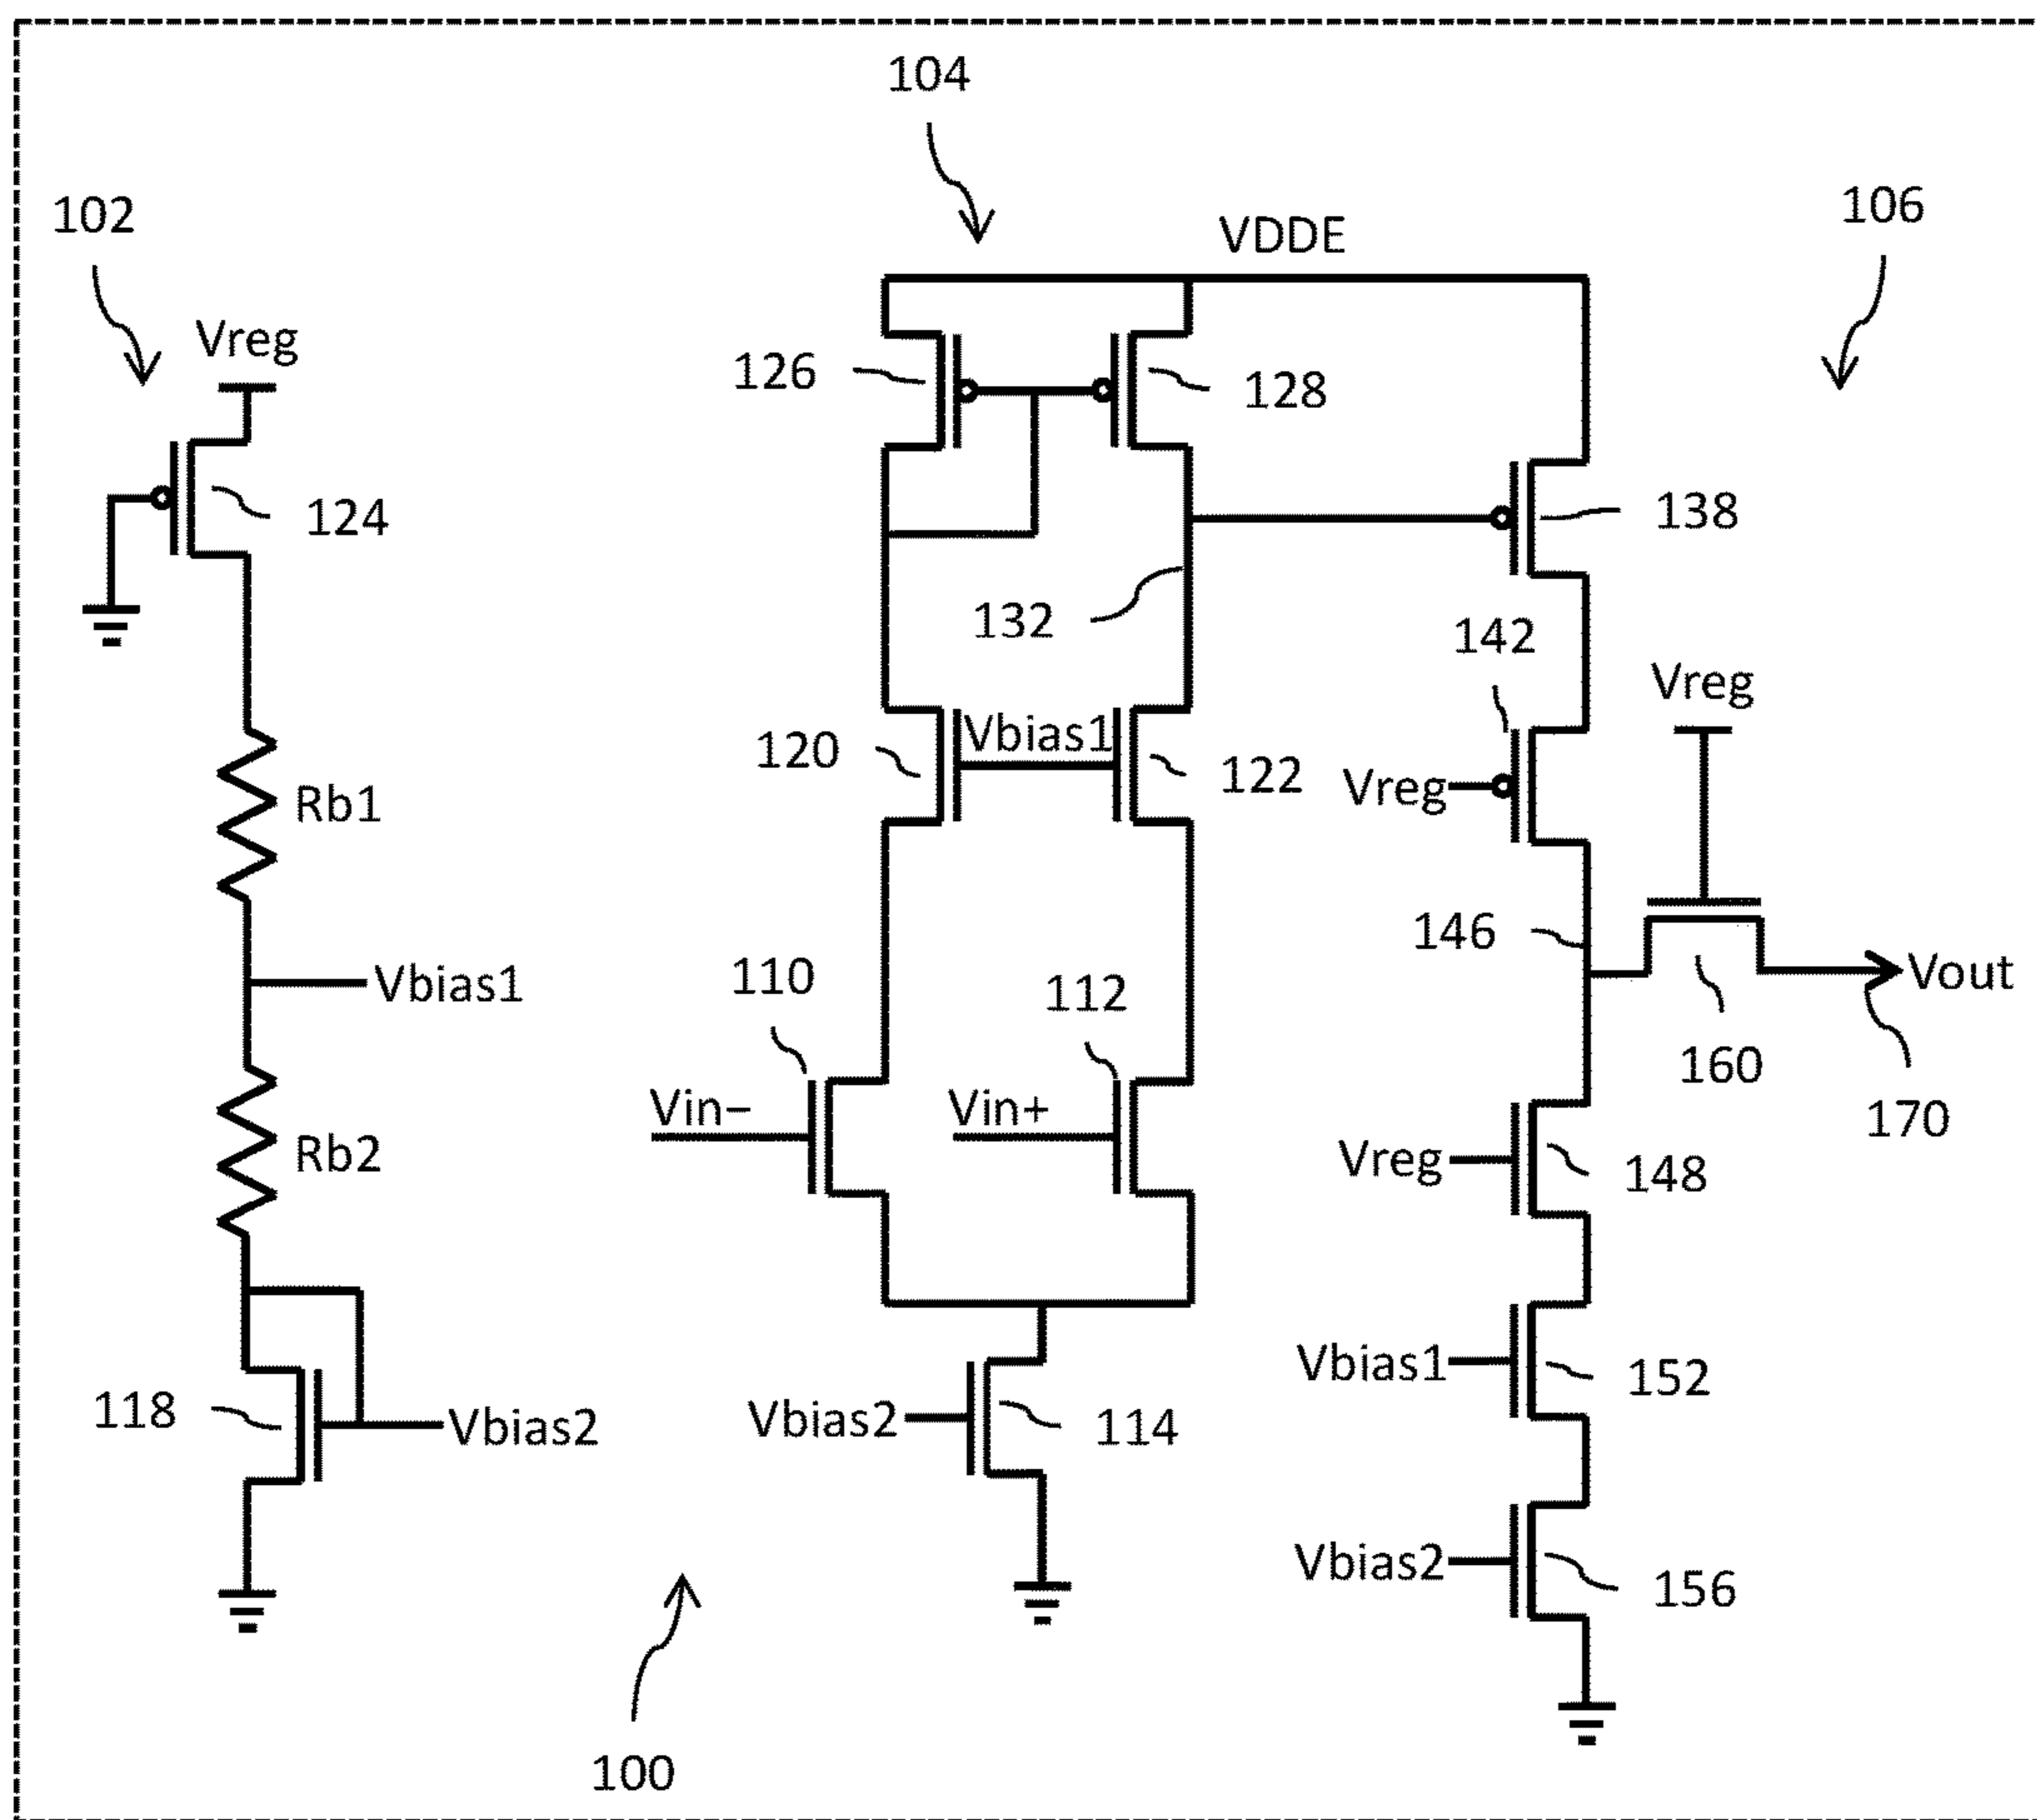 104
102
106
VDDE
Vreg
126
128
124
138
132
142
Vreg
120
Vbias1
122
Vreg
Rb1
146
110
112
Vbias1
Vout
160
Vin−
Vin+
170
Rb2
Vreg
148
Vbias1
152
118
Vbias2
Vbias2
114
Vbias2
156
100